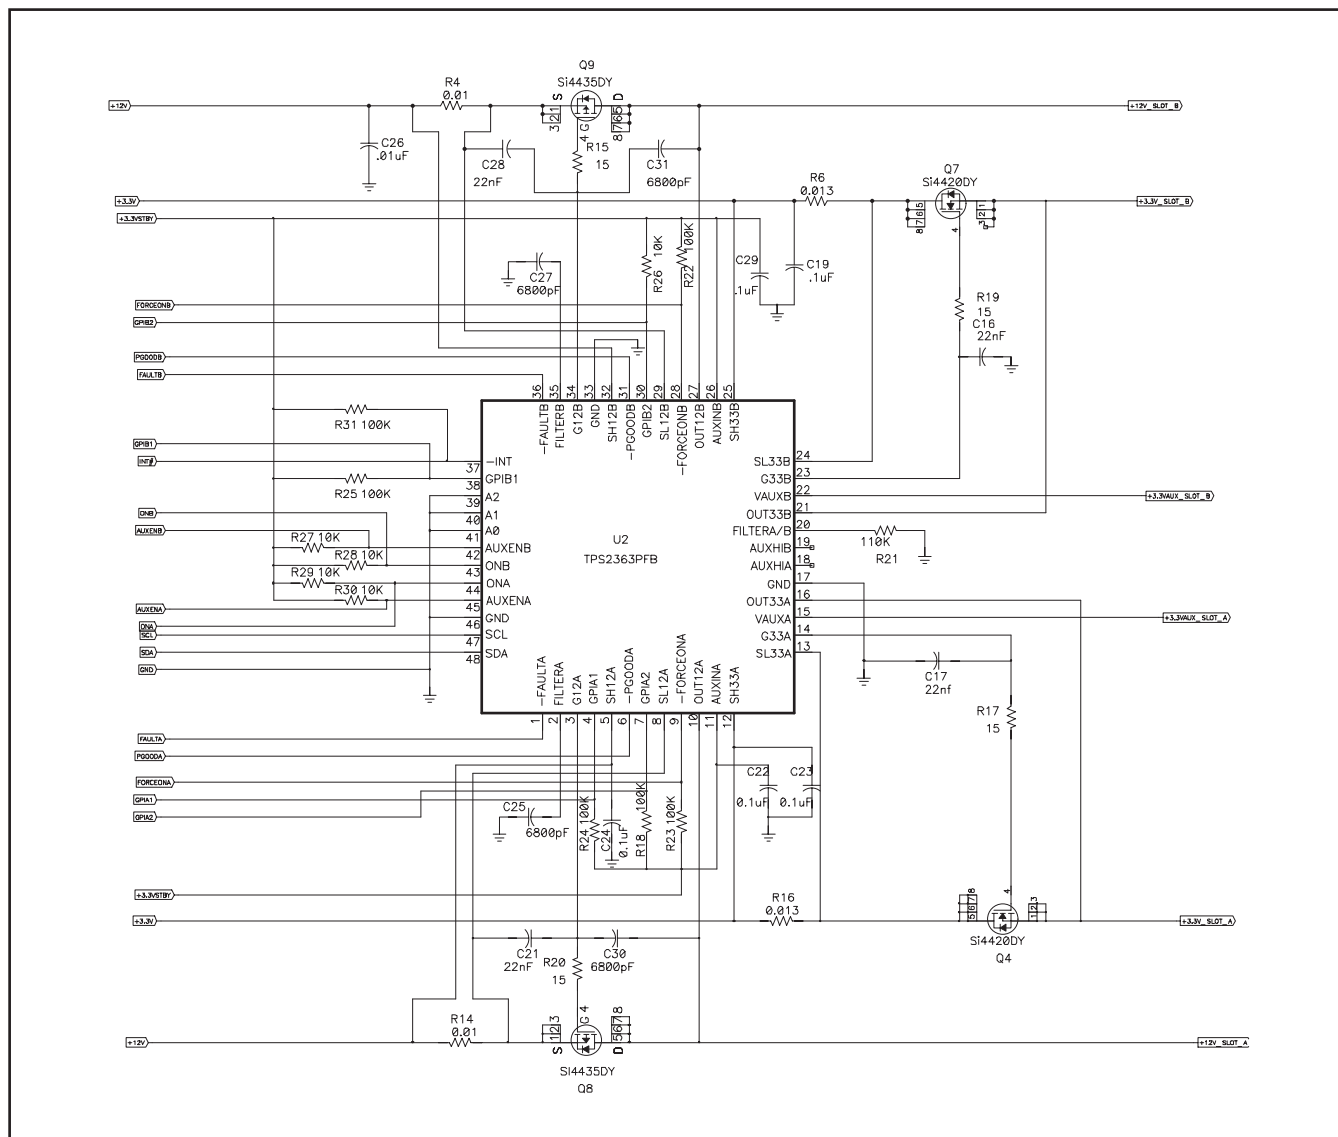 Q9
Si4435DY
R4
0.01
S
D
+12V
+12V_SLOT_B
3 2 1
8 7 6 5
4 G
C26
.01uF
C28
22nF
R15
15
C31
6800pF
R6
0.013
Q7
Si4420DY
+3.3V
+3.3V_SLOT_B
+3.3VSTBY
8 7 6 5
3 2 1
4
C27
6800pF
R26 10K
R22 100K
C29
.1uF
C19
.1uF
R19
15
C16
22nF
FORCEONB
GPIB2
PGOODB
FAULTB
36 35 34 33 32 31 30 29 28 27 26 25
-FAULTB
FILTERB
G12B
GND
SH12B
-PGOODB
GPIB2
SL12B
-FORCEONB
OUT12B
AUXINB
SH33B
R31 100K
GPIB1
INT#
R25 100K
ONB
AUXENB
R27 10K
R28 10K
R29 10K
R30 10K
AUXENA
ONA
SCL
SDA
GND
37 -INT
38 GPIB1
39 A2
40 A1
41 A0
42 AUXENB
43 ONB
44 ONA
45 AUXENA
46 GND
47 SCL
48 SDA
U2
TPS2363PFB
SL33B 24
G33B 23
VAUXB 22
OUT33B 21
FILTERA/B 20
AUXHIB 19
AUXHIA 18
GND 17
OUT33A 16
VAUXA 15
G33A 14
SL33A 13
+3.3VAUX_SLOT_B
110K
R21
+3.3VAUX_SLOT_A
C17
22nf
R17
15
-FAULTA
FILTERA
G12A
GPIA1
SH12A
-PGOODA
GPIA2
SL12A
-FORCEONA
OUT12A
AUXINA
SH33A
1 2 3 4 5 6 7 8 9 10 11 12
FAULTA
PGOODA
FORCEONA
GPIA1
GPIA2
C25
6800pF
R24 100K
C24 0.1uF
R18 100K
R23 100K
C22
0.1uF
C23
0.1uF
+3.3VSTBY
+3.3V
R16
0.013
5 6 7 8
4
1 2 3
Si4420DY
Q4
+3.3V_SLOT_A
C21
22nF
R20
15
C30
6800pF
R14
0.01
+12V
S 1 2 3
G 4
D 5 6 7 8
SI4435DY
Q8
+12V_SLOT_A